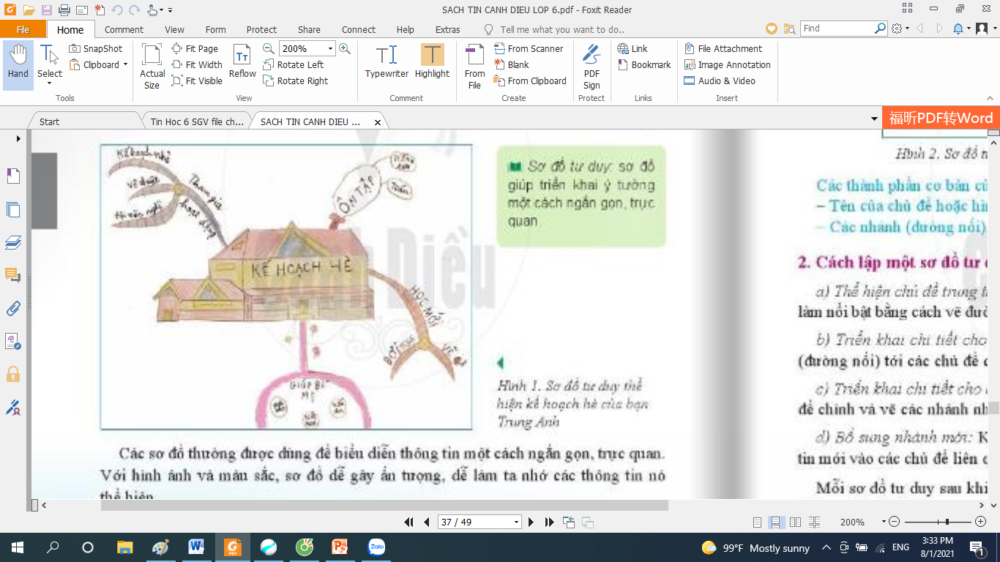 SACH TIN CANH DIEU LOP 6.pdf - Foxit Reader
File Home Comment View Form Protect Share Connect Help Extras Tell me what you want to do.. Find
Hand Select SnapShot Clipboard
Tools
Actual Size Fit Page Fit Width Fit Visible Reflow 200% Rotate Left Rotate Right
View
Typewriter Highlight
Comment
From File From Scanner Blank From Clipboard
Create
PDF Sign
Protect
Link Bookmark
Links
File Attachment Image Annotation Audio & Video
Insert
Start Tin Hoc 6 SGV file ch... SACH TIN CANH DIEU ... 福昕PDF转Word
Kế hoạch nhỏ
Tham gia
hoạt động
ÔN TẬP
Toán
KẾ HOẠCH HÈ
HỌC MỚI
BƠI
VẼ
GIÚP BỐ
MẸ
Diều
Sơ đồ tư duy: sơ đồ
giúp triển khai ý tưởng
một cách ngắn gọn, trực
quan
Hình 1. Sơ đồ tư duy thể
hiện kế hoạch hè của bạn
Trung Anh
Các sơ đồ thường được dùng để biểu diễn thông tin một cách ngắn gọn, trực quan.
Với hình ảnh và màu sắc, sơ đồ dễ gây ấn tượng, dễ làm ta nhớ các thông tin nó
thể hiện
Hình 2. Sơ đồ t
Các thành phần cơ bản củ
– Tên của chủ đề hoặc hìn
– Các nhánh (đường nối)
2. Cách lập một sơ đồ tư d
a) Thể hiện chủ đề trung t
làm nổi bật bằng cách vẽ đườ
b) Triển khai chi tiết cho
(đường nối) tới các chủ đề c
c) Triển khai chi tiết cho
đề chính và vẽ các nhánh nh
d) Bổ sung nhánh mới: K
tin mới vào các chủ đề liên q
Mỗi sơ đồ tư duy sau khi
37 / 49 200%
99°F Mostly sunny ENG 3:33 PM
8/1/2021
Zalo